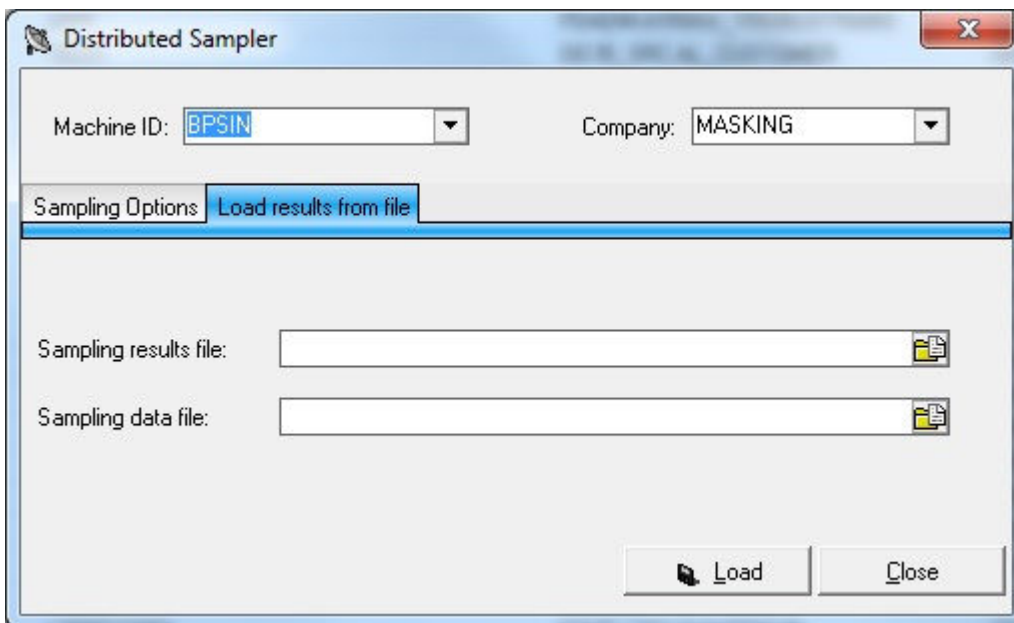 Distributed Sampler
Machine ID: BPSIN Company: MASKING
Sampling Options Load results from file
Sampling results file:
Sampling data file:
Load Close